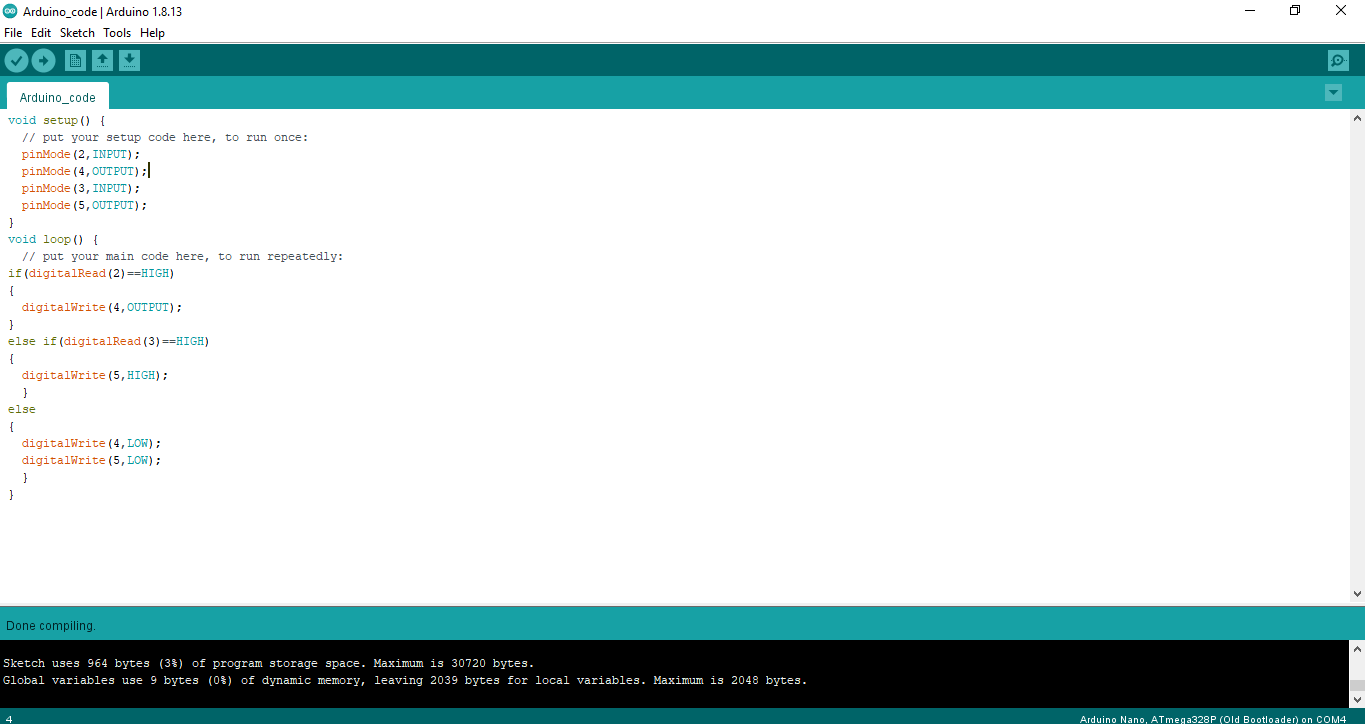 Arduino_code | Arduino 1.8.13
File Edit Sketch Tools Help
Arduino_code
void setup() {
  // put your setup code here, to run once:
  pinMode(2,INPUT);
  pinMode(4,OUTPUT);
  pinMode(3,INPUT);
  pinMode(5,OUTPUT);
}
void loop() {
  // put your main code here, to run repeatedly:
if(digitalRead(2)==HIGH)
{
  digitalWrite(4,OUTPUT);
}
else if(digitalRead(3)==HIGH)
{
  digitalWrite(5,HIGH);
  }
else
{
  digitalWrite(4,LOW);
  digitalWrite(5,LOW);
  }
}
Done compiling.
Sketch uses 964 bytes (3%) of program storage space. Maximum is 30720 bytes.
Global variables use 9 bytes (0%) of dynamic memory, leaving 2039 bytes for local variables. Maximum is 2048 bytes.
4 Arduino Nano, ATmega328P (Old Bootloader) on COM4